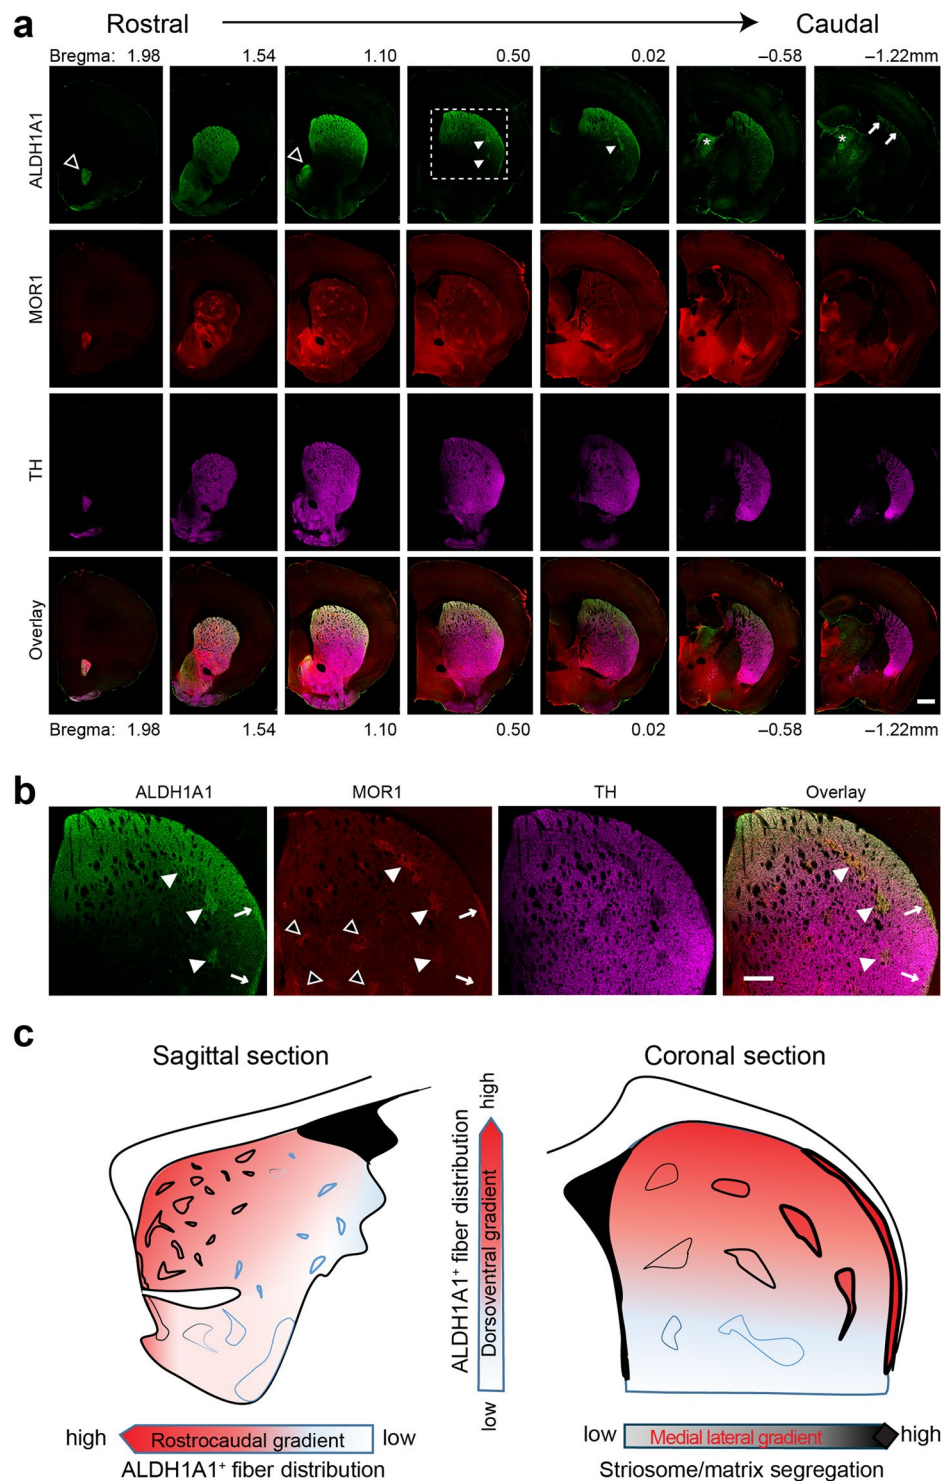 a
Rostral
Caudal
Bregma: 1.98 1.54 1.10 0.50 0.02 −0.58 −1.22mm
ALDH1A1
*
*
MOR1
TH
Overlay
Bregma: 1.98 1.54 1.10 0.50 0.02 −0.58 −1.22mm
b
ALDH1A1 MOR1 TH Overlay
c
Sagittal section
Coronal section
high
Dorsoventral gradient
low
ALDH1A1⁺ fiber distribution
high Rostrocaudal gradient low
ALDH1A1⁺ fiber distribution
low Medial lateral gradient high
Striosome/matrix segregation